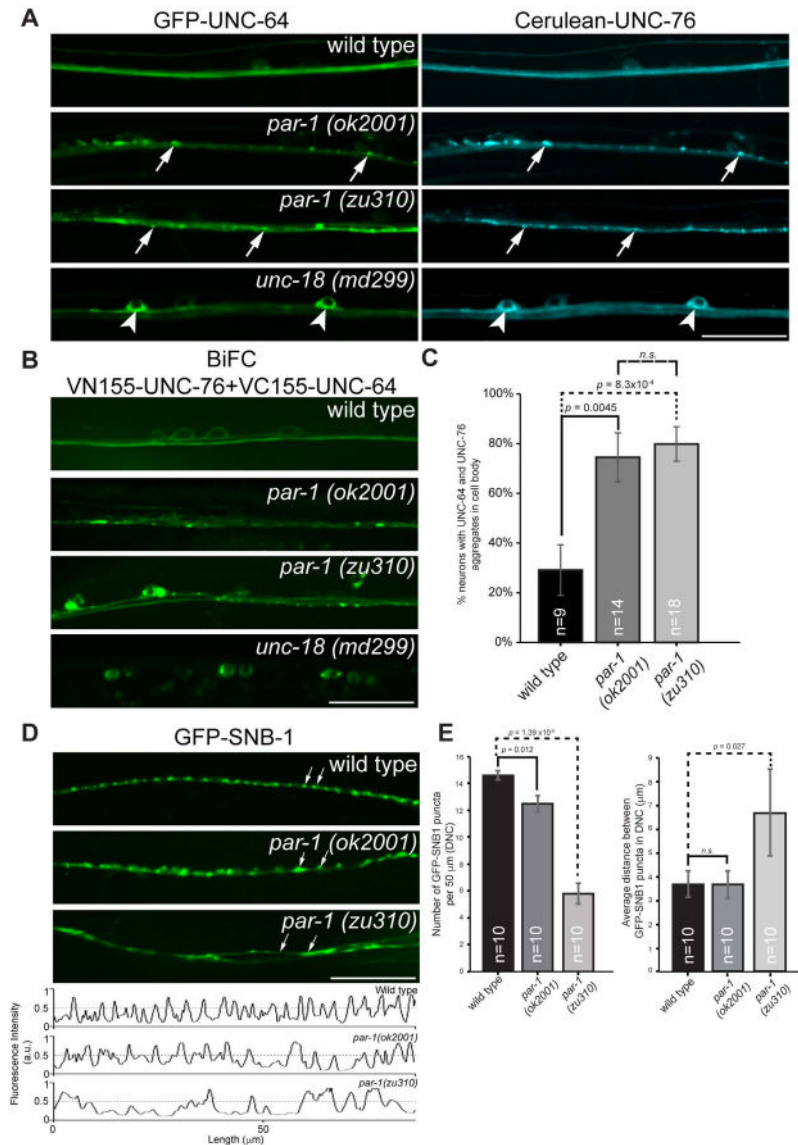 A
GFP-UNC-64
Cerulean-UNC-76
wild type
par-1 (ok2001)
par-1 (zu310)
unc-18 (md299)
B
BiFC
VN155-UNC-76+VC155-UNC-64
wild type
par-1 (ok2001)
par-1 (zu310)
unc-18 (md299)
C
n.s.
p = 8.3x10-4
p = 0.0045
100%
80%
60%
40%
20%
0%
% neurons with UNC-64 and UNC-76
aggregates in cell body
n=9
n=14
n=18
wild type
par-1
(ok2001)
par-1
(zu310)
D
GFP-SNB-1
wild type
par-1 (ok2001)
par-1 (zu310)
Fluorescence Intensity
(a.u.)
Wild type
1
0.5
0
par-1(ok2001)
1
0.5
0
par-1(zu310)
1
0.5
0
0
50
Length (μm)
E
p = 0.012
16
14
12
10
8
6
4
2
0
Number of GFP-SNB1 puncta
per 50 μm (DNC)
n=10
n=10
n=10
wild type
par-1
(ok2001)
par-1
(zu310)
p = 0.027
n.s.
9
8
7
6
5
4
3
2
1
0
Average distance between
GFP-SNB1 puncta in DNC (μm)
n=10
n=10
n=10
wild type
par-1
(ok2001)
par-1
(zu310)